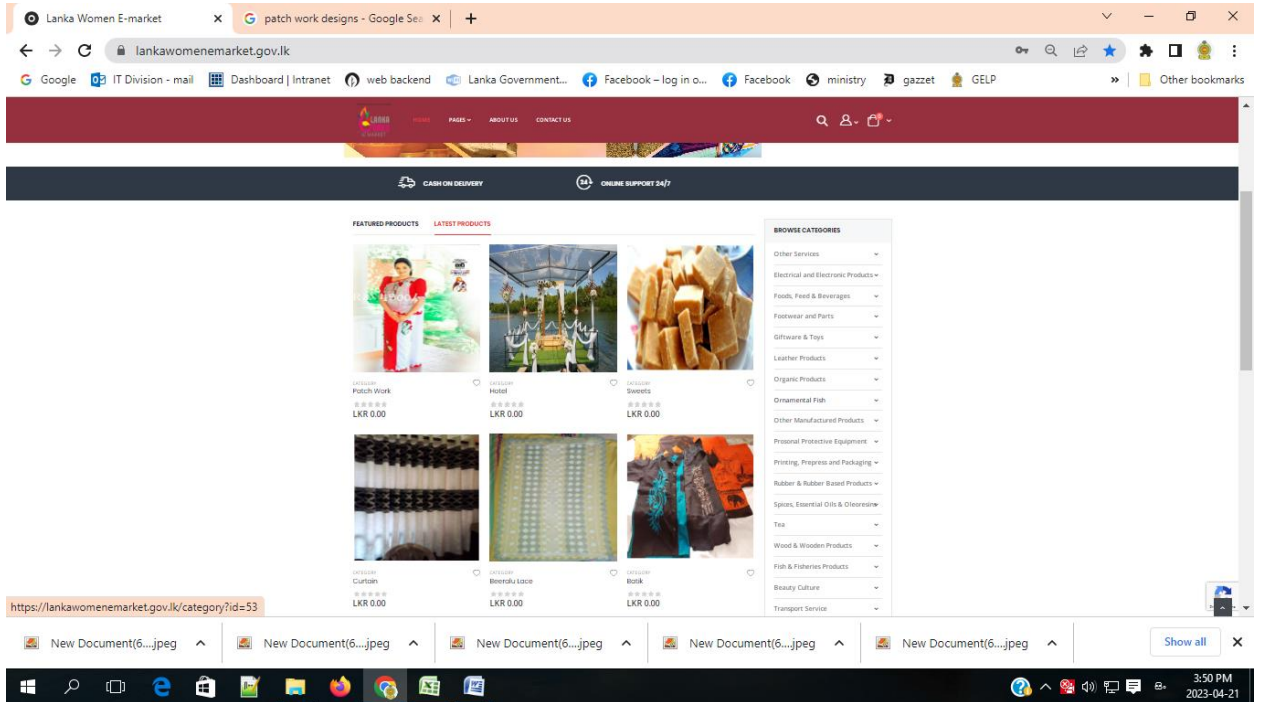 Lanka Women E-market
patch work designs - Google Sea
lankawomenemarket.gov.lk
Google
IT Division - mail
Dashboard | Intranet
web backend
Lanka Government...
Facebook – log in o...
Facebook
ministry
gazzet
GELP
»
Other bookmarks
LANKA
HOME
PAGES
ABOUT US
CONTACT US
CASH ON DELIVERY
24
ONLINE SUPPORT 24/7
FEATURED PRODUCTS
LATEST PRODUCTS
CATEGORY
Patch Work
LKR 0.00
CATEGORY
Hotel
LKR 0.00
CATEGORY
Sweets
LKR 0.00
CATEGORY
Curtain
LKR 0.00
CATEGORY
Beeralu Lace
LKR 0.00
CATEGORY
Batik
LKR 0.00
BROWSE CATEGORIES
Other Services
Electrical and Electronic Products
Foods, Feed & Beverages
Footwear and Parts
Giftware & Toys
Leather Products
Organic Products
Ornamental Fish
Other Manufactured Products
Prosonal Protective Equipment
Printing, Prepress and Packaging
Rubber & Rubber Based Products
Spices, Essential Oils & Oleoresins
Tea
Wood & Wooden Products
Fish & Fisheries Products
Beauty Culture
Transport Service
https://lankawomenemarket.gov.lk/category?id=53
New Document(6....jpeg
New Document(6....jpeg
New Document(6....jpeg
New Document(6....jpeg
New Document(6....jpeg
Show all
3:50 PM
2023-04-21